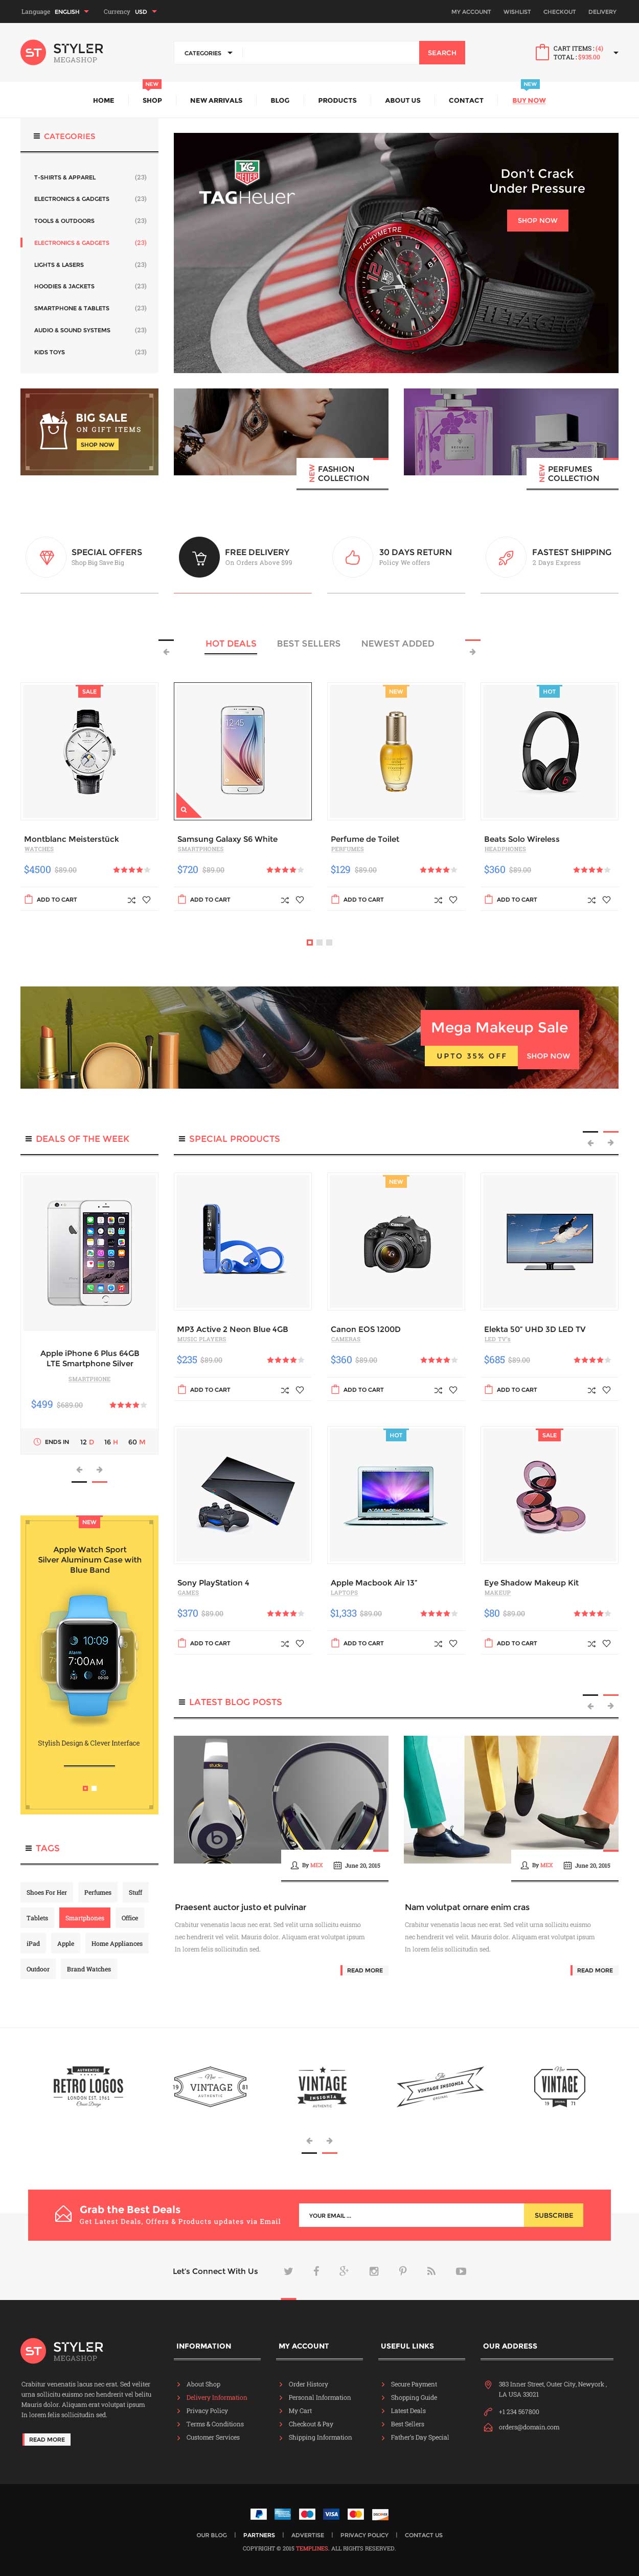 Language ENGLISH Currency USD MY ACCOUNT WISHLIST CHECKOUT DELIVERY
ST STYLER
MEGASHOP
CATEGORIES SEARCH
CART ITEMS : (4)
TOTAL : $935.00
NEW NEW
HOME SHOP NEW ARRIVALS BLOG PRODUCTS ABOUT US CONTACT BUY NOW
CATEGORIES
T-SHIRTS & APPAREL (23)
ELECTRONICS & GADGETS (23)
TOOLS & OUTDOORS (23)
ELECTRONICS & GADGETS (23)
LIGHTS & LASERS (23)
HOODIES & JACKETS (23)
SMARTPHONE & TABLETS (23)
AUDIO & SOUND SYSTEMS (23)
KIDS TOYS (23)
TAG
HEUER
TAGHeuer
Don't Crack
Under Pressure
SHOP NOW
TACHYMETRE
BIG SALE
ON GIFT ITEMS
SHOP NOW
NEW
FASHION
COLLECTION
NEW
PERFUMES
COLLECTION
SPECIAL OFFERS
Shop Big Save Big
FREE DELIVERY
On Orders Above $99
30 DAYS RETURN
Policy We offers
FASTEST SHIPPING
2 Days Express
HOT DEALS BEST SELLERS NEWEST ADDED
SALE
Montblanc Meisterstück
WATCHES
$4500 $89.00
ADD TO CART
Samsung Galaxy S6 White
SMARTPHONES
$720 $89.00
ADD TO CART
NEW
Perfume de Toilet
PERFUMES
$129 $89.00
ADD TO CART
HOT
Beats Solo Wireless
HEADPHONES
$360 $89.00
ADD TO CART
Mega Makeup Sale
UPTO 35% OFF SHOP NOW
DEALS OF THE WEEK
Apple iPhone 6 Plus 64GB
LTE Smartphone Silver
SMARTPHONE
$499 $689.00
ENDS IN 12 D 16 H 60 M
SPECIAL PRODUCTS
MP3 Active 2 Neon Blue 4GB
MUSIC PLAYERS
$235 $89.00
ADD TO CART
NEW
Canon EOS 1200D
CAMERAS
$360 $89.00
ADD TO CART
Elekta 50" UHD 3D LED TV
LED TV's
$685 $89.00
ADD TO CART
Sony PlayStation 4
GAMES
$370 $89.00
ADD TO CART
HOT
Apple Macbook Air 13"
LAPTOPS
$1,333 $89.00
ADD TO CART
SALE
Eye Shadow Makeup Kit
MAKEUP
$80 $89.00
ADD TO CART
NEW
Apple Watch Sport
Silver Aluminum Case with
Blue Band
10:09
7:00AM
Stylish Design & Clever Interface
TAGS
Shoes For Her Perfumes Stuff
Tablets Smartphones Office
iPad Apple Home Appliances
Outdoor Brand Watches
LATEST BLOG POSTS
studio
By MEX June 20, 2015
Praesent auctor justo et pulvinar
Crabitur venenatis lacus nec erat. Sed velit urna sollicitu euismo
nec hendrerit vel velit. Mauris dolor. Aliquam erat volutpat ipsum
In lorem felis sollicitudin sed.
READ MORE
By MEX June 20, 2015
Nam volutpat ornare enim cras
Crabitur venenatis lacus nec erat. Sed velit urna sollicitu euismo
nec hendrerit vel velit. Mauris dolor. Aliquam erat volutpat ipsum
In lorem felis sollicitudin sed.
READ MORE
AUTHENTIC
RETRO LOGOS
LONDON EST. 1961
19 VINTAGE 81
AUTHENTIC
VINTAGE
INSIGNIA
AUTHENTIC
The
VINTAGE INSIGNIA
VINTAGE
19 73
Grab the Best Deals
Get Latest Deals, Offers & Products updates via Email
YOUR EMAIL ... SUBSCRIBE
Let's Connect With Us
ST STYLER
MEGASHOP
Crabitur venenatis lacus nec erat. Sed veliter
urna sollicitu euismo nec hendrerit vel belitu
Mauris dolor. Aliquam erat volutpat ipsum
In lorem felis sollicitudin sed.
READ MORE
INFORMATION
About Shop
Delivery Information
Privacy Policy
Terms & Conditions
Customer Services
MY ACCOUNT
Order History
Personal Information
My Cart
Checkout & Pay
Shipping Information
USEFUL LINKS
Secure Payment
Shopping Guide
Latest Deals
Best Sellers
Father's Day Special
OUR ADDRESS
383 Inner Street, Outer City, Newyork ,
LA USA 33021
+1 234 567800
orders@domain.com
VISA DISCOVER
OUR BLOG | PARTNERS | ADVERTISE | PRIVACY POLICY | CONTACT US
COPYRIGHT © 2015 TEMPLINES. ALL RIGHTS RESERVED.